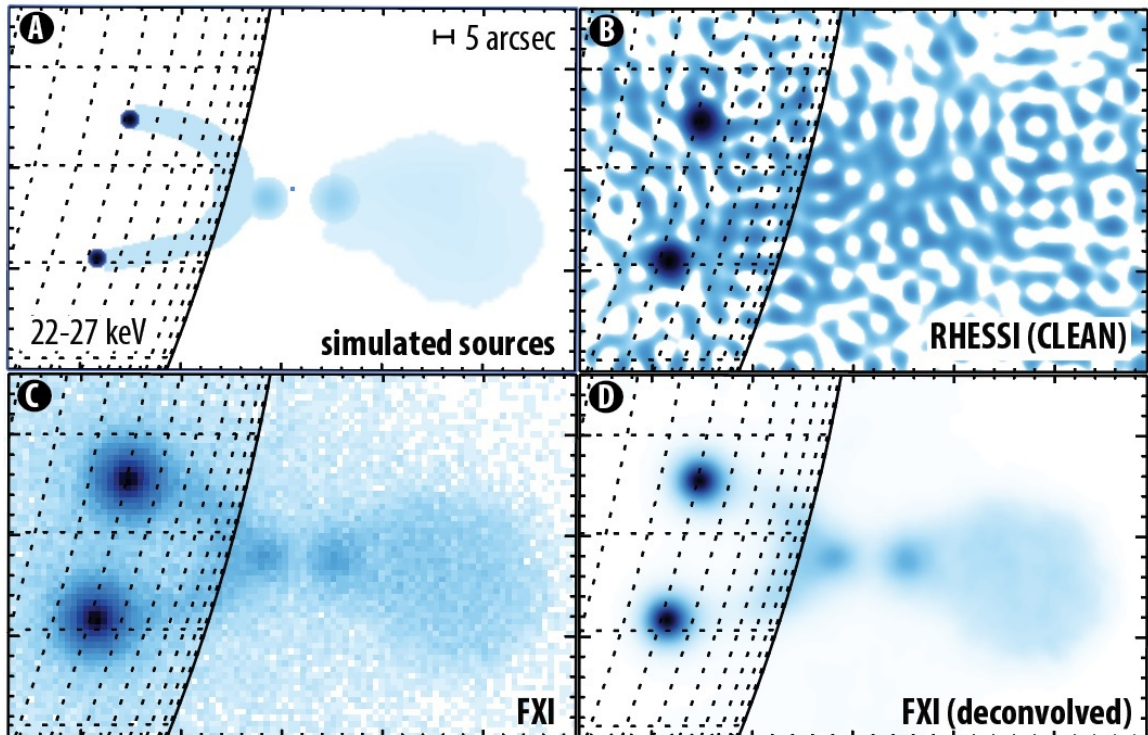 A
5 arcsec
22-27 keV
simulated sources
B
RHESSI (CLEAN)
C
FXI
D
FXI (deconvolved)